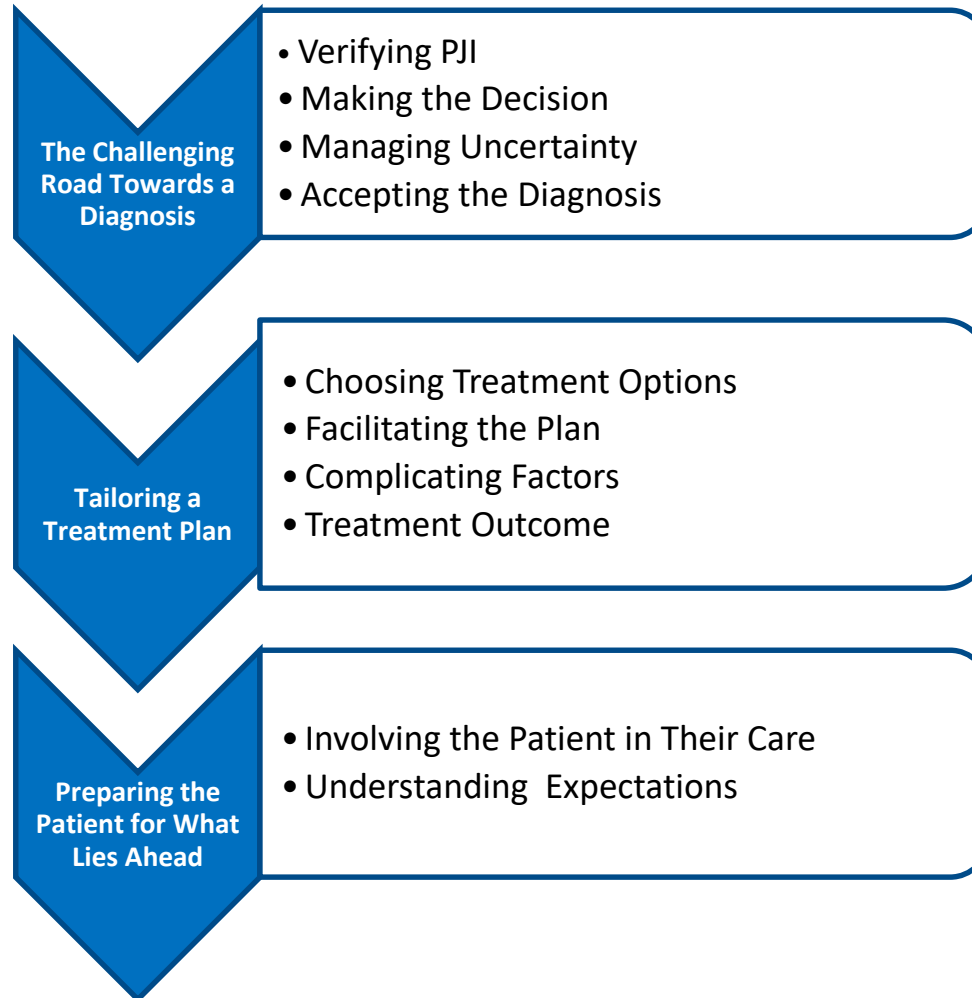 The Challenging
Road Towards a
Diagnosis
• Verifying PJI
• Making the Decision
• Managing Uncertainty
• Accepting the Diagnosis
Tailoring a
Treatment Plan
• Choosing Treatment Options
• Facilitating the Plan
• Complicating Factors
• Treatment Outcome
Preparing the
Patient for What
Lies Ahead
• Involving the Patient in Their Care
• Understanding  Expectations